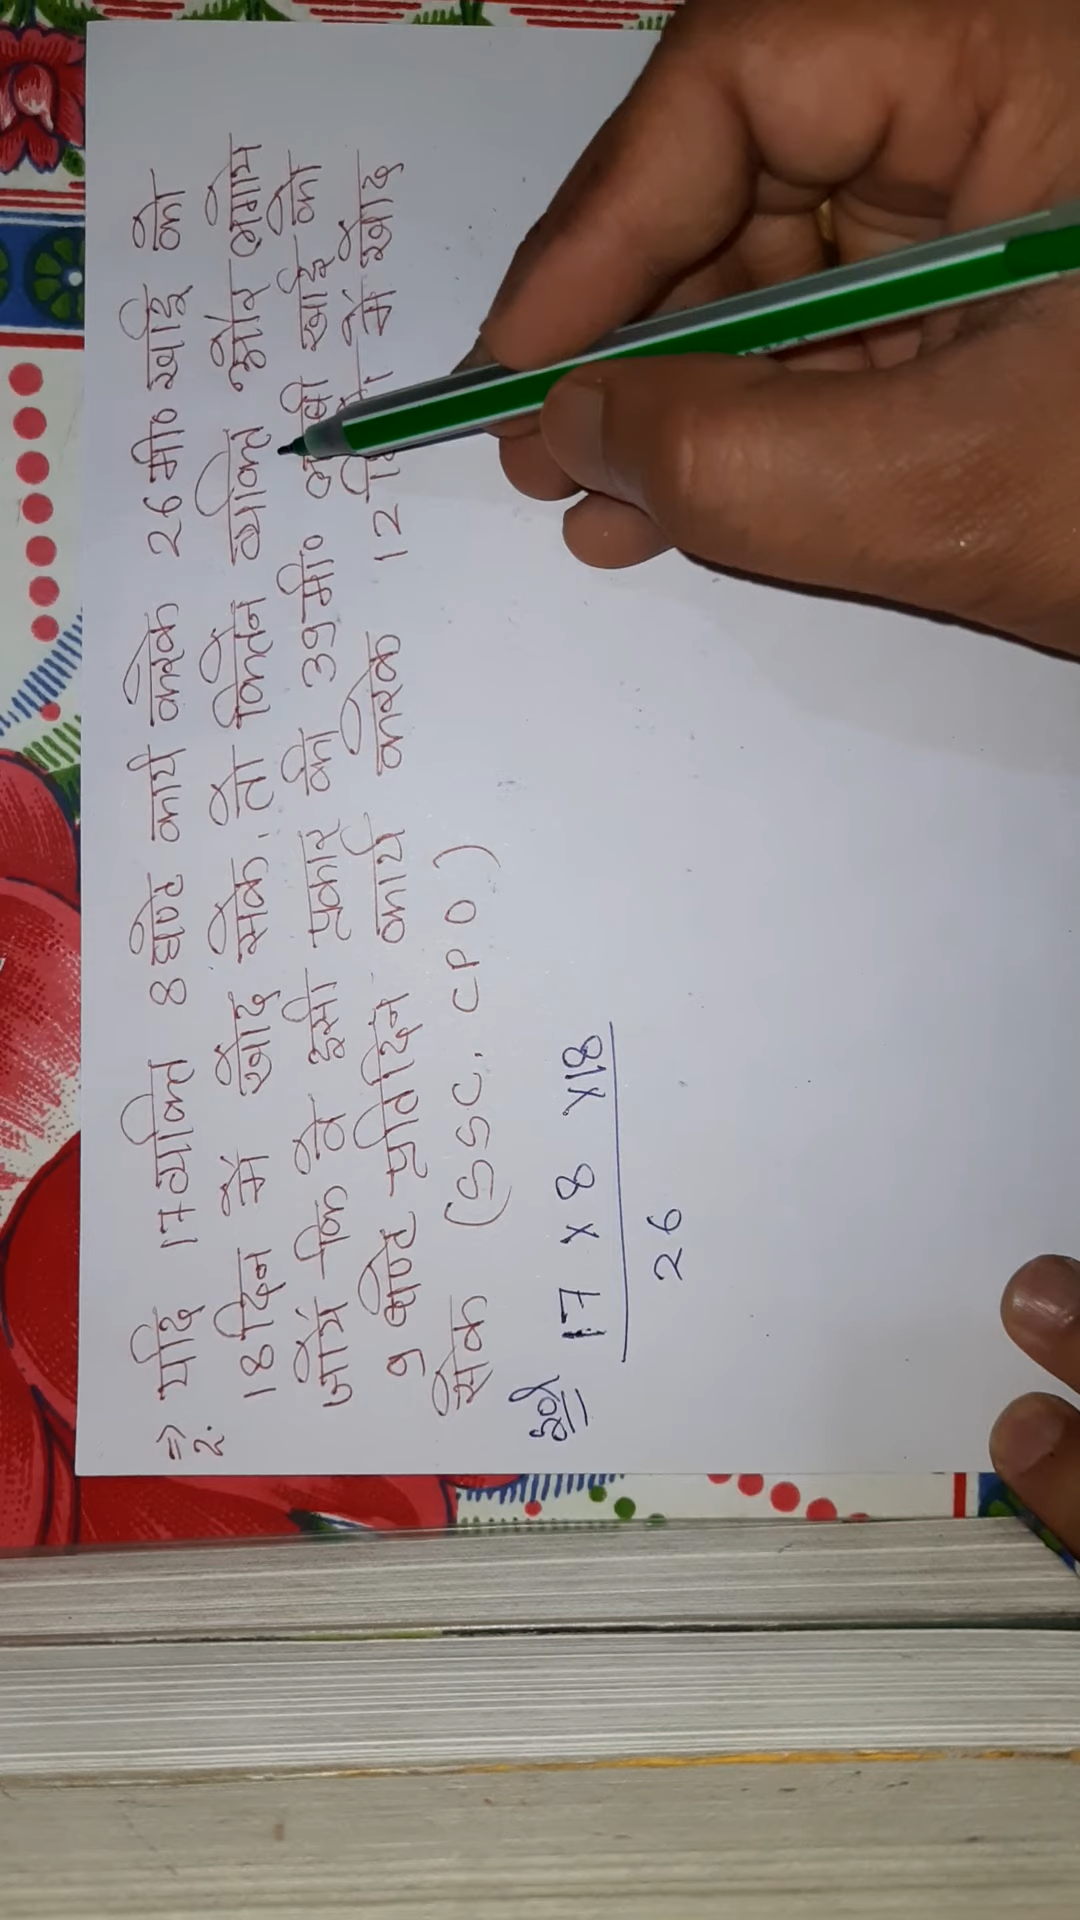 ⇒ यदि 17 व्यक्ति 8 घण्टे कार्य करके 26 मी० खाई को
2. 18 दिन में खोद सके, तो कितने व्यक्ति और लगाये
जायें कि वे इसी प्रकार की 39 मी० खाई को
9 घण्टे प्रतिदिन कार्य करके 12 में खोद
सके (SSC, CPO)
Sol 17 × 8 × 18
26